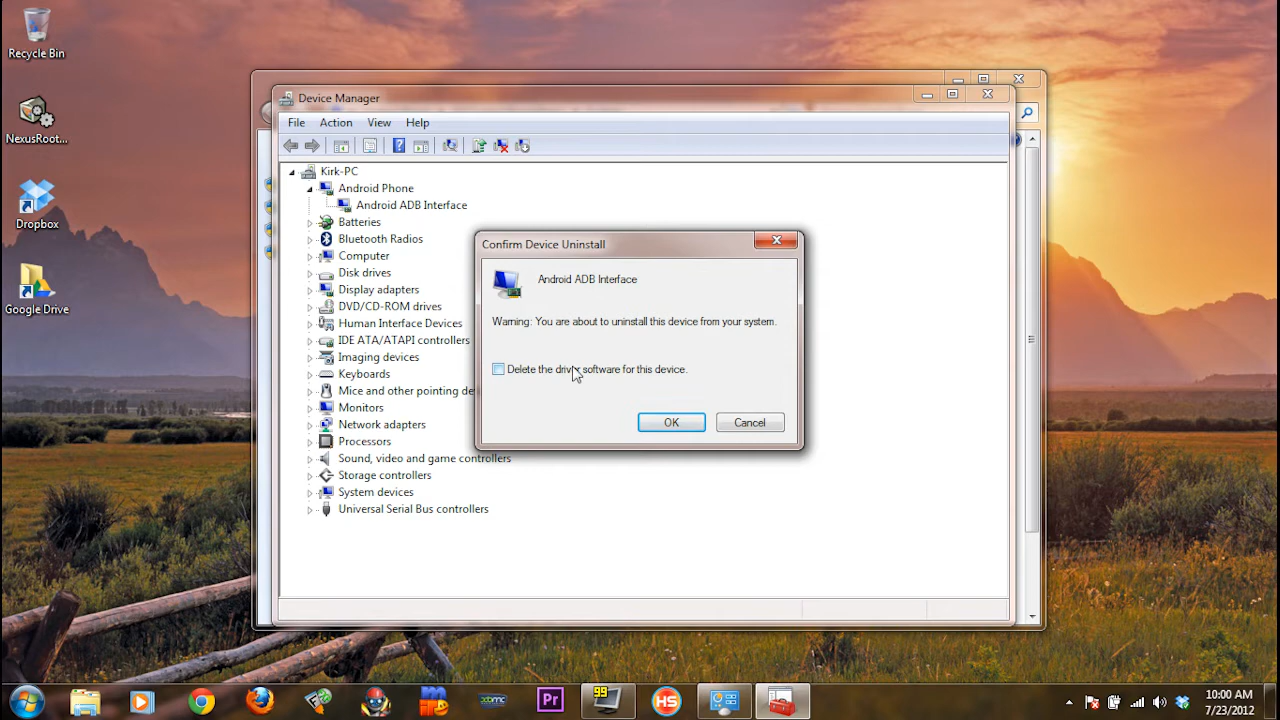 Recycle Bin
NexusRoot...
Dropbox
Google Drive
Device Manager
File Action View Help
Kirk-PC
Android Phone
Android ADB Interface
Batteries
Bluetooth Radios
Computer
Disk drives
Display adapters
DVD/CD-ROM drives
Human Interface Devices
IDE ATA/ATAPI controllers
Imaging devices
Keyboards
Mice and other pointing de
Monitors
Network adapters
Processors
Sound, video and game controllers
Storage controllers
System devices
Universal Serial Bus controllers
Confirm Device Uninstall
Android ADB Interface
Warning: You are about to uninstall this device from your system.
Delete the driver software for this device.
OK Cancel
xbmc
Pr
99
HS
10:00 AM
7/23/2012